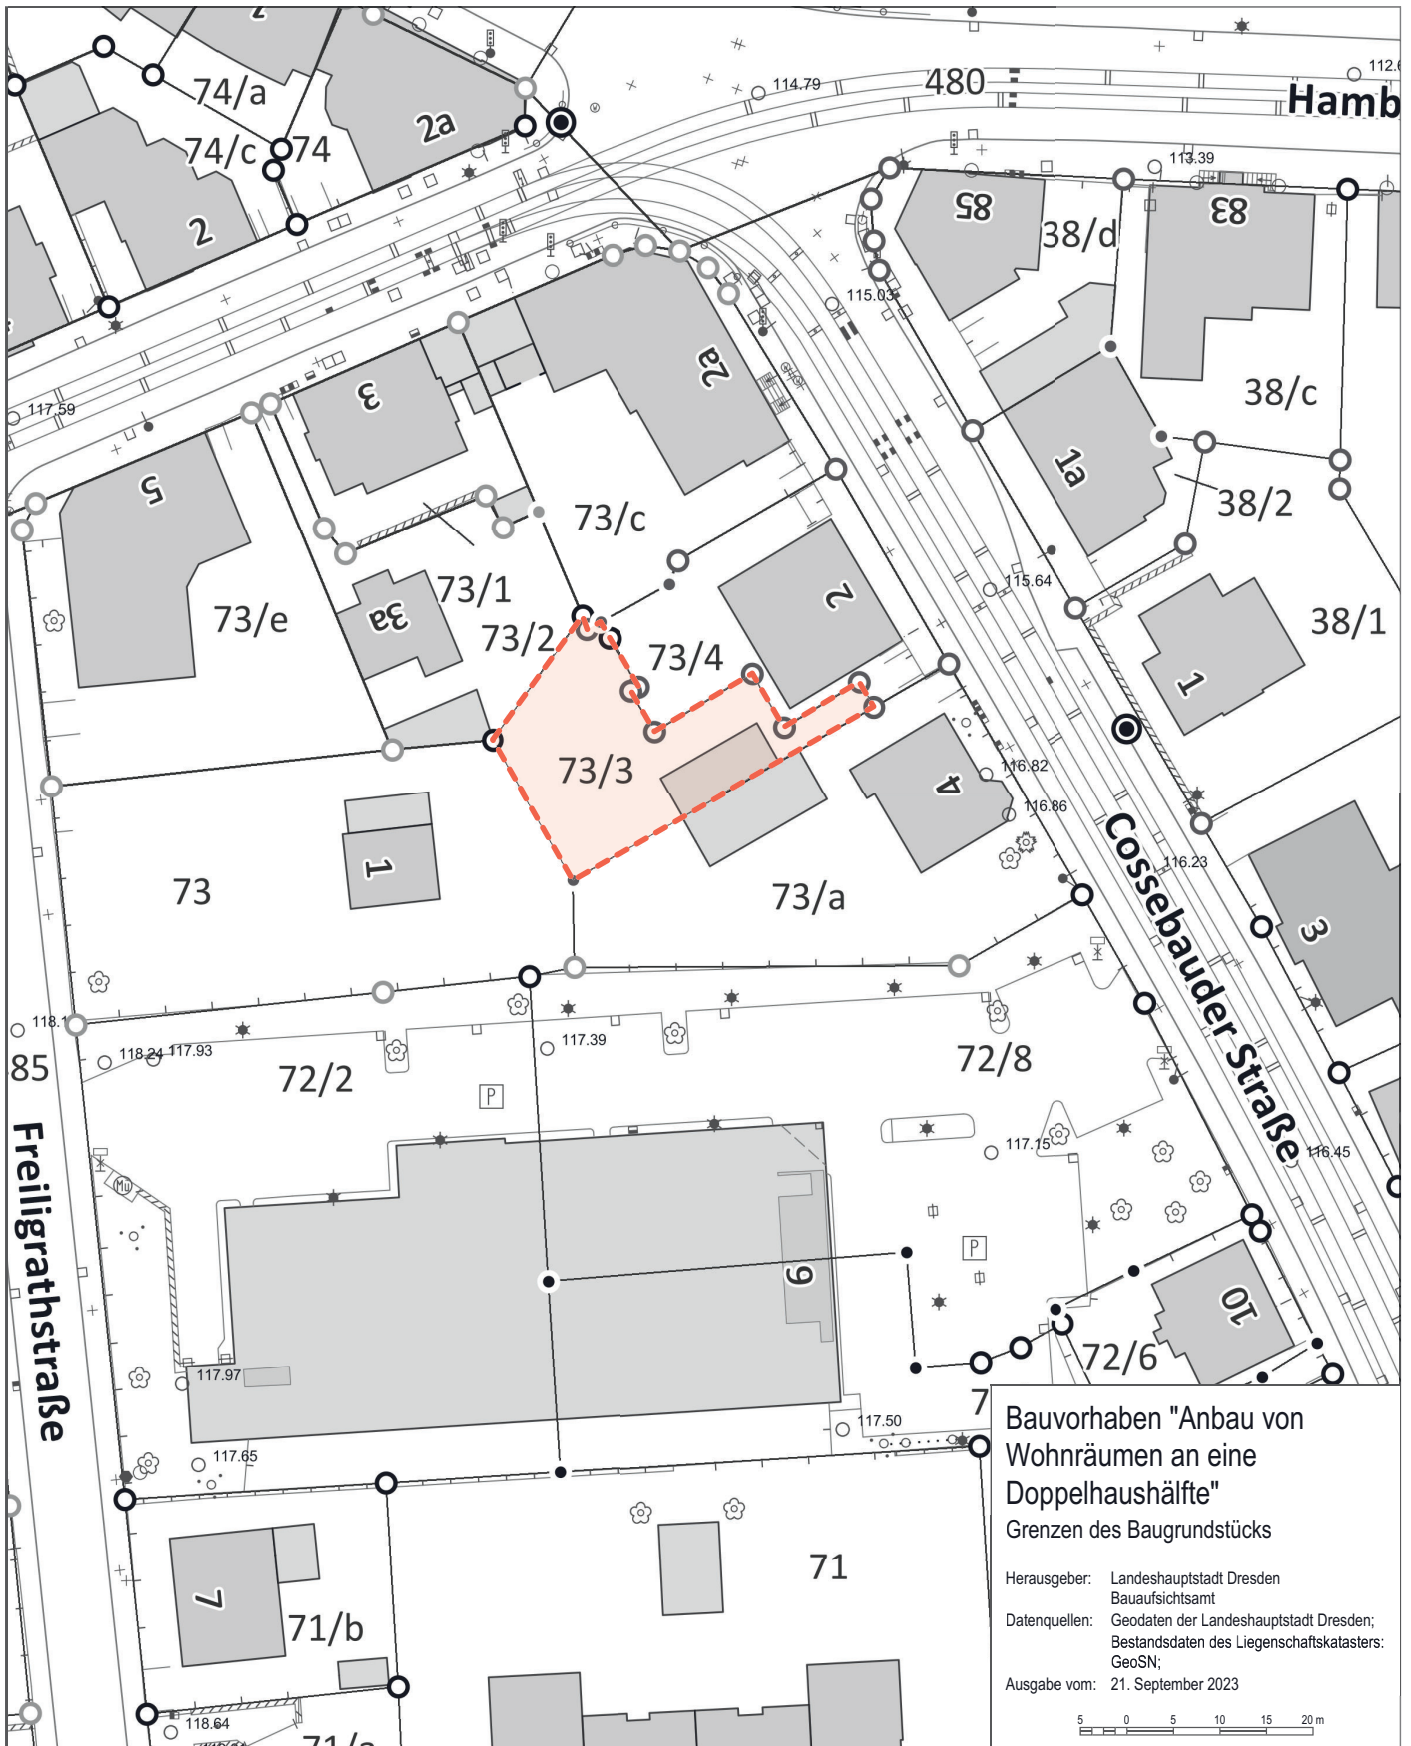 74/a
2a
74/c
74
2
114.79
480
112.6
Hamb
113.39
85
83
38/d
115.03
2a
3
117.59
38/c
5
1a
38/2
73/c
115.64
73/1
2
73/e
3a
73/2
73/4
38/1
1
73/3
116.82
4
116.86
73
1
73/a
116.23
Cossebauder Straße
3
118.1
118.24
117.93
117.39
85
72/2
72/8
P
117.15
116.45
Mu
Freiligrathstraße
P
9
10
72/6
117.97
7
117.50
117.65
71
7
71/b
118.64
71/a
Bauvorhaben "Anbau von
Wohnräumen an eine
Doppelhaushälfte"
Grenzen des Baugrundstücks
Herausgeber: Landeshauptstadt Dresden
Bauaufsichtsamt
Datenquellen: Geodaten der Landeshauptstadt Dresden;
Bestandsdaten des Liegenschaftskatasters:
GeoSN;
Ausgabe vom: 21. September 2023
5 0 5 10 15 20 m